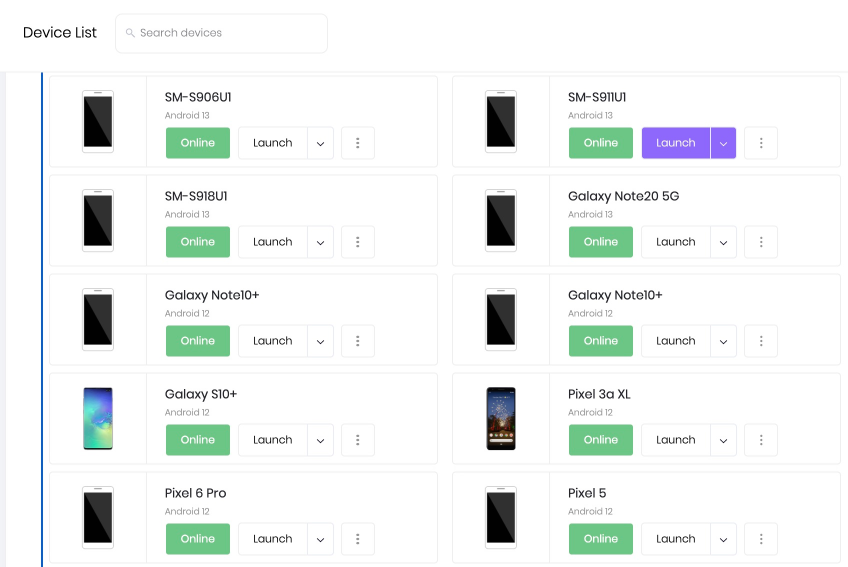 Device List
Search devices
SM-S906U1
Android 13
Online Launch
SM-S911U1
Android 13
Online Launch
SM-S918U1
Android 13
Online Launch
Galaxy Note20 5G
Android 13
Online Launch
Galaxy Note10+
Android 12
Online Launch
Galaxy Note10+
Android 12
Online Launch
Galaxy S10+
Android 12
Online Launch
Pixel 3a XL
Android 12
Online Launch
Pixel 6 Pro
Android 12
Online Launch
Pixel 5
Android 12
Online Launch